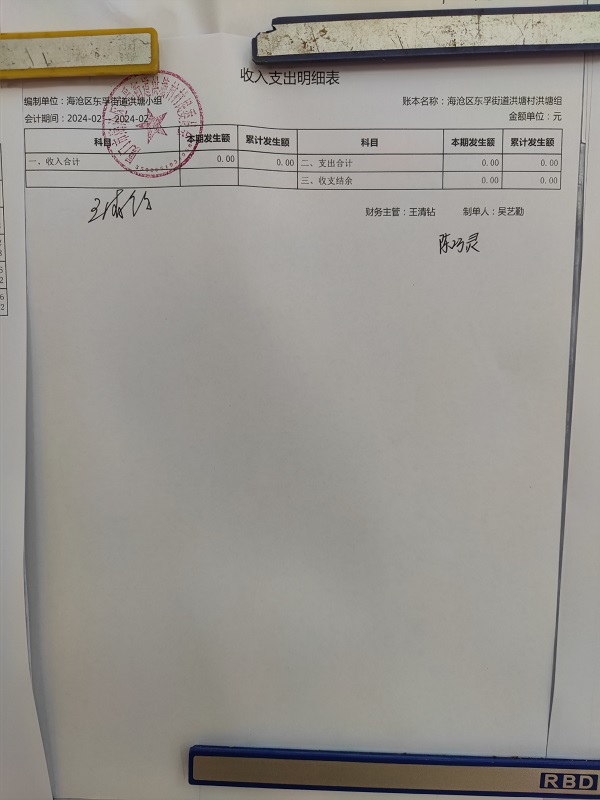 收入支出明细表
编制单位：海沧区东孚街道洪塘小组 账本名称：海沧区东孚街道洪塘村洪塘组
会计期间：2024-02--2024-02 金额单位：元
科目 本期发生额 累计发生额 科目 本期发生额 累计发生额
一、收入合计 0.00 0.00 二、支出合计 0.00 0.00
三、收支结余 0.00 0.00
财务主管：王清钻 制单人：吴艺勤
陈巧灵
RBD